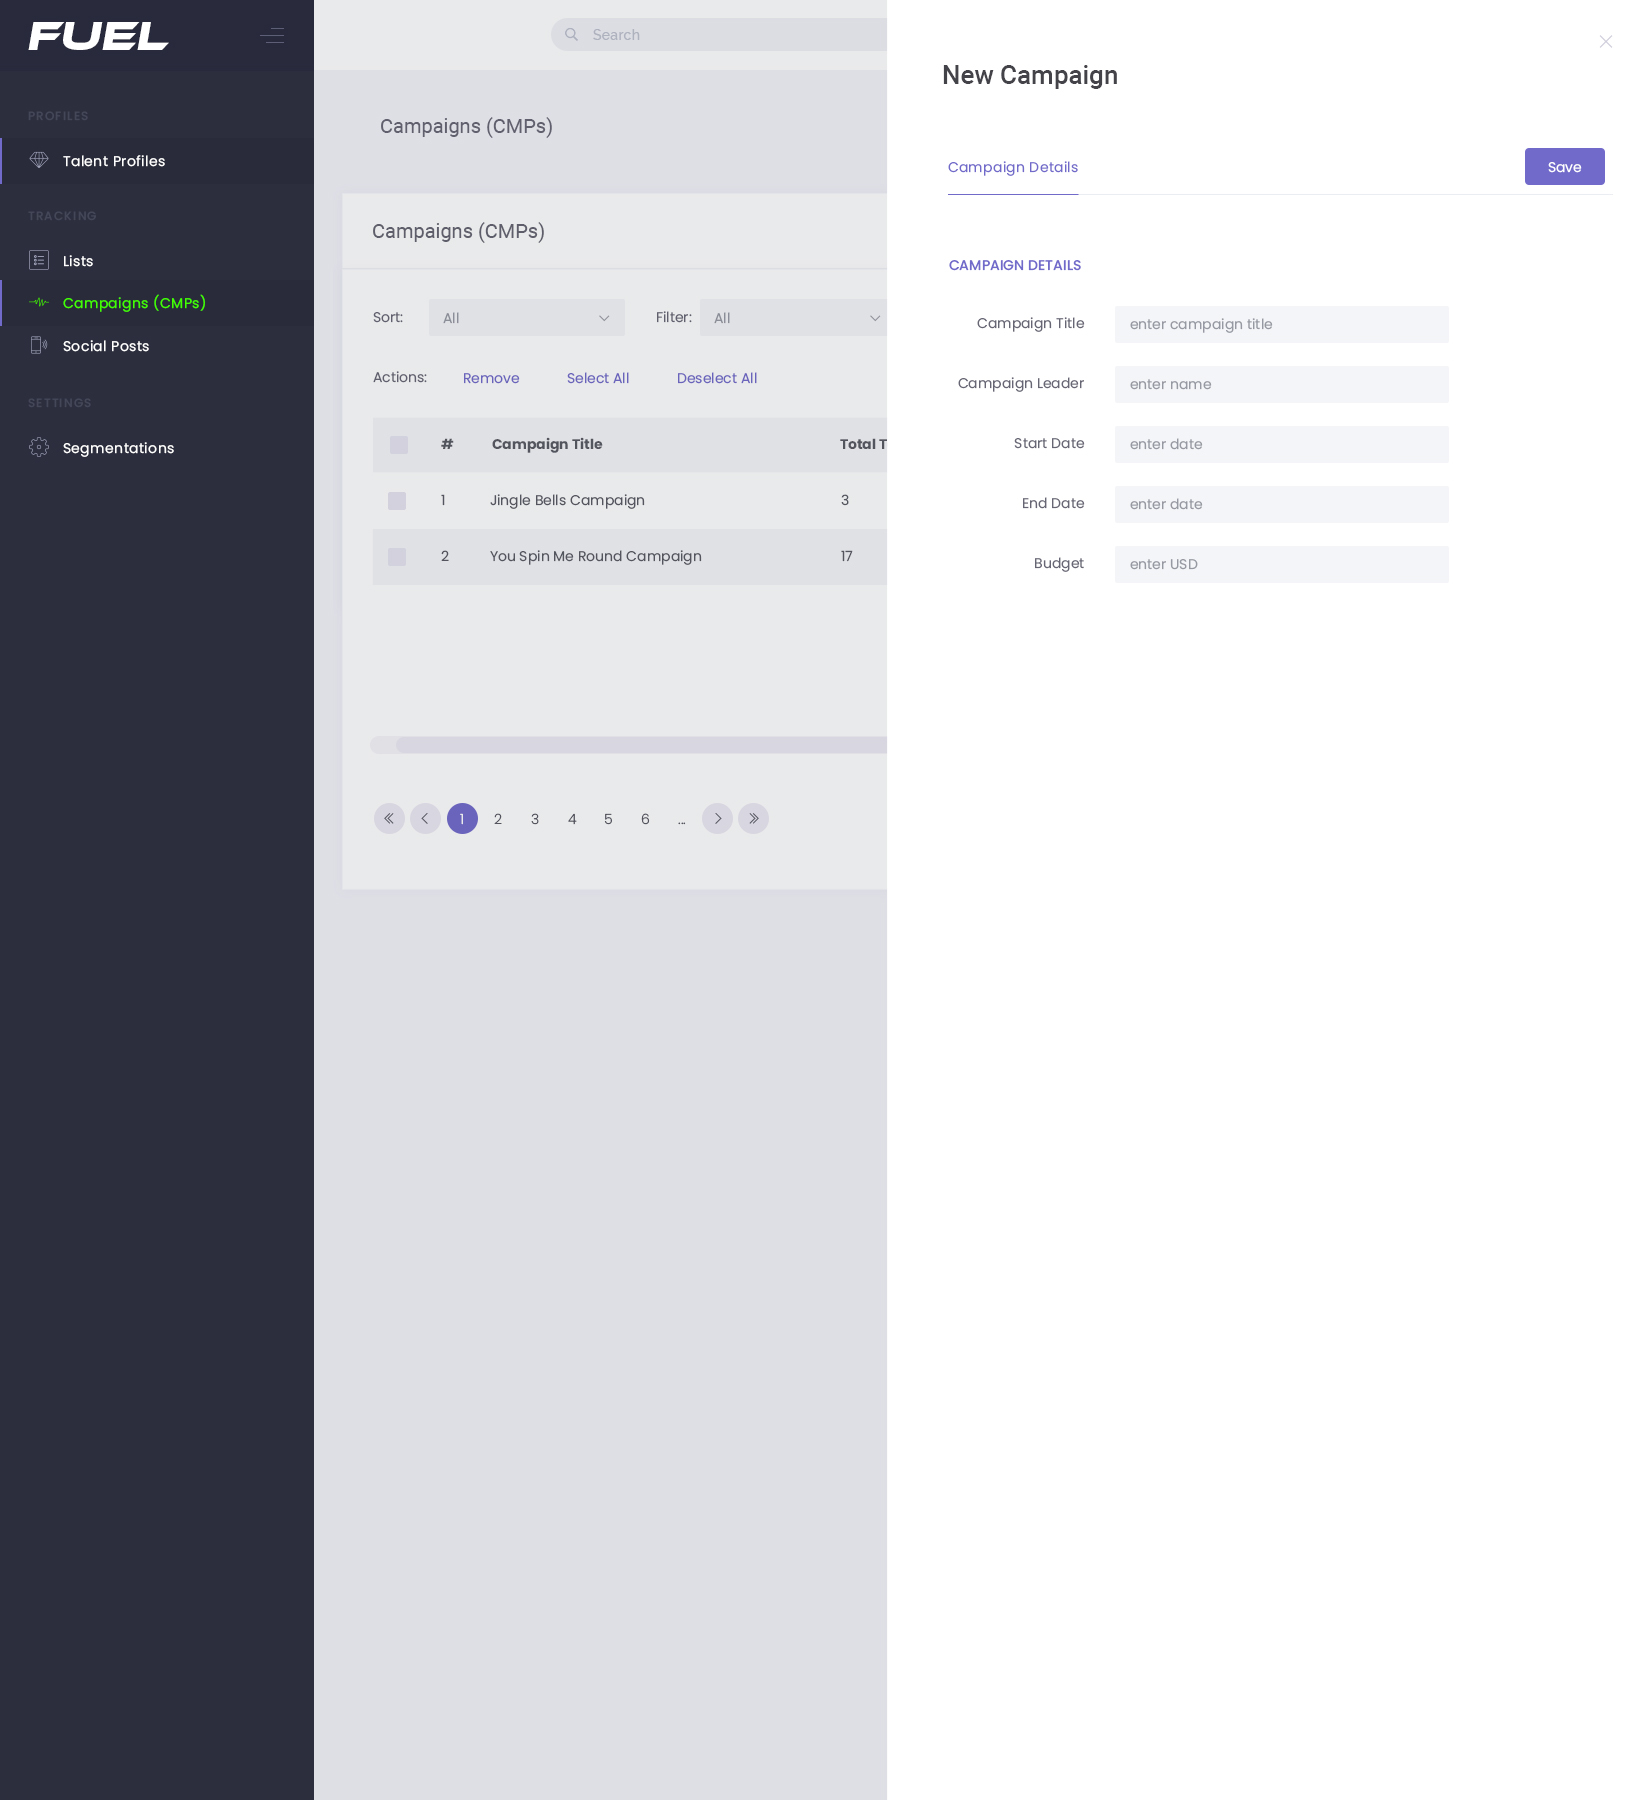 FUEL
PROFILES
Talent Profiles
TRACKING
Lists
Campaigns (CMPs)
Social Posts
SETTINGS
Segmentations
Search
Campaigns (CMPs)
Campaigns (CMPs)
Sort: All Filter: All
Actions: Remove Select All Deselect All
# Campaign Title Total T
1 Jingle Bells Campaign 3
2 You Spin Me Round Campaign 17
1 2 3 4 5 6 ...
New Campaign
Campaign Details Save
CAMPAIGN DETAILS
Campaign Title enter campaign title
Campaign Leader enter name
Start Date enter date
End Date enter date
Budget enter USD